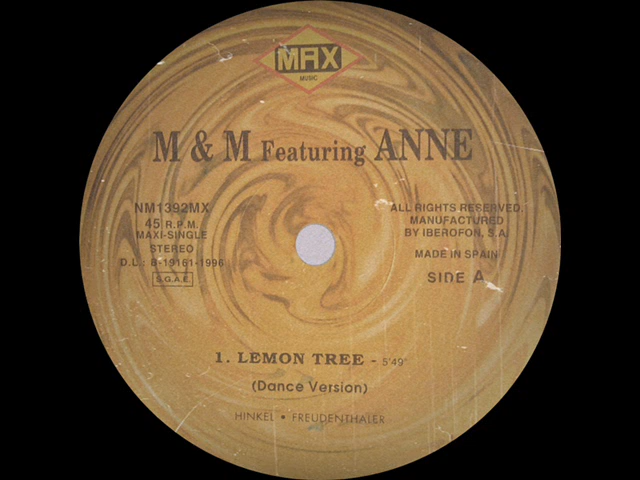 MAX
MUSIC
M & M Featuring ANNE
NM1392MX
45 R.P.M.
MAXI-SINGLE
STEREO
D.L.: B-19161-1996
S.G.A.E.
ALL RIGHTS RESERVED.
MANUFACTURED
BY IBEROFON, S.A.
MADE IN SPAIN
SIDE A
1. LEMON TREE - 5'49"
(Dance Version)
HINKEL • FREUDENTHALER